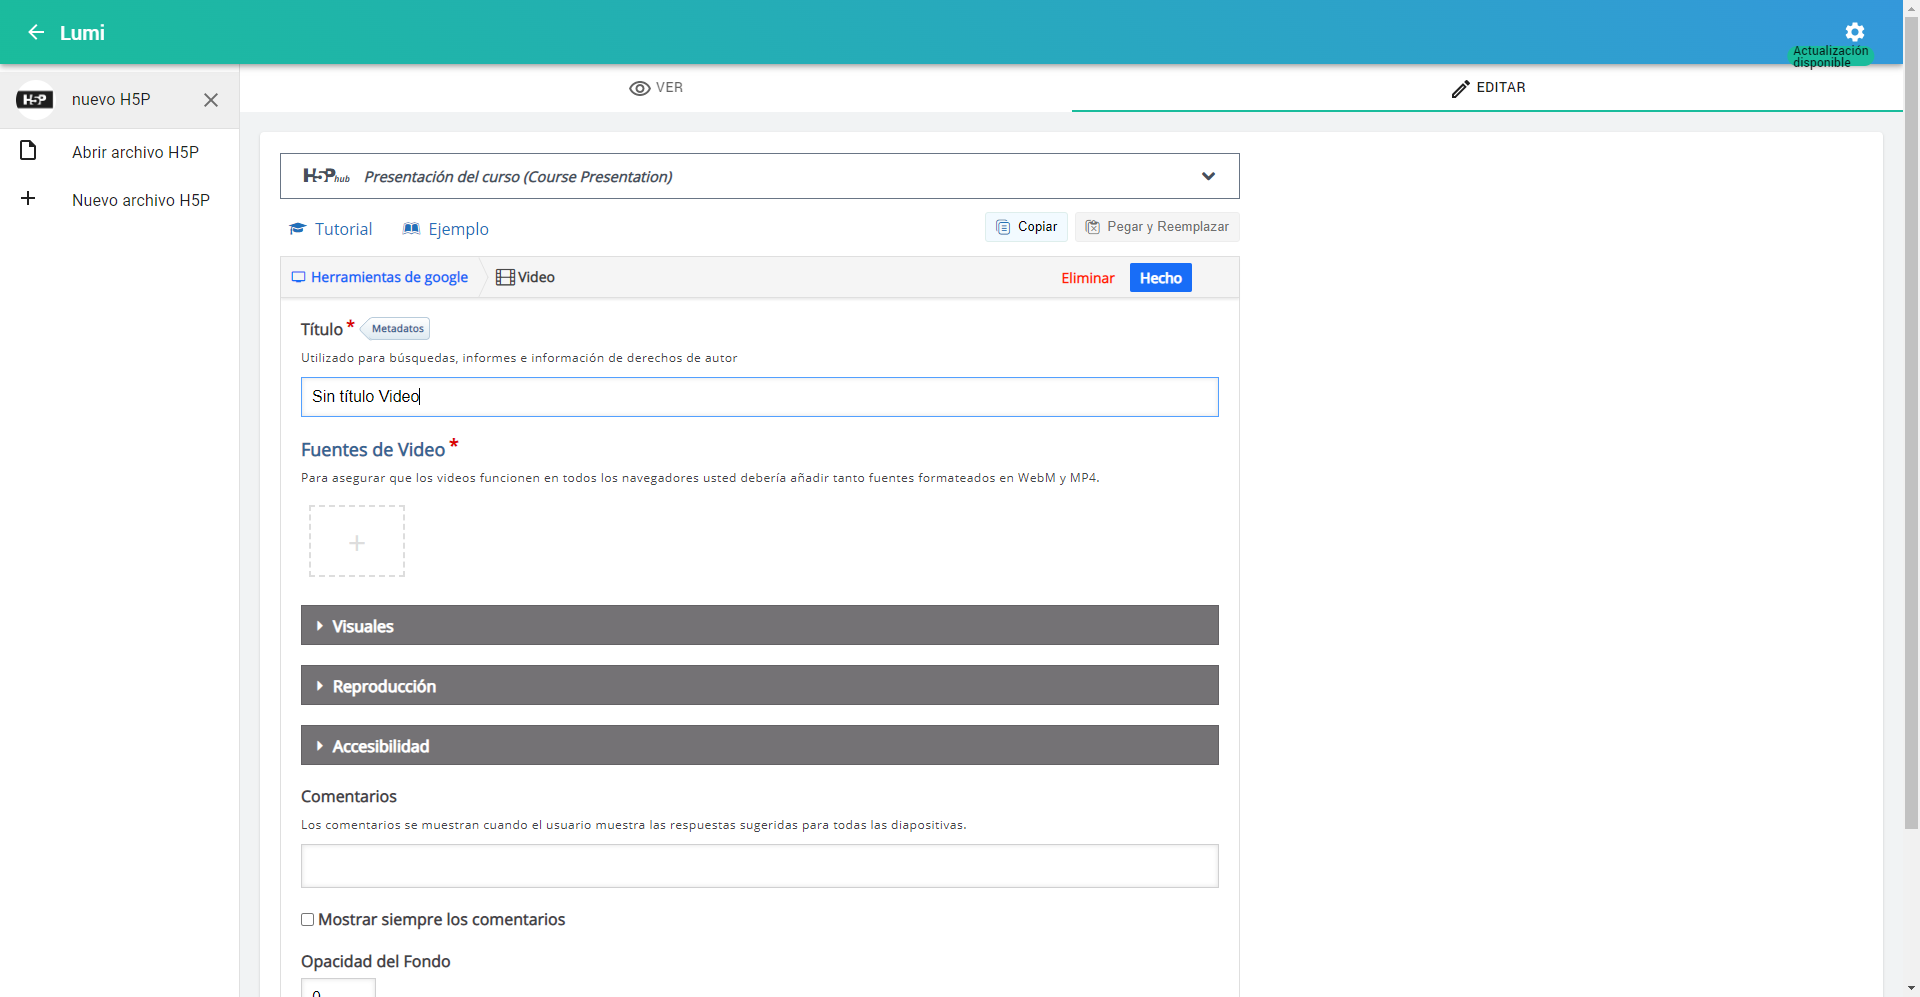 Lumi
Actualización
disponible
H5P nuevo H5P
Abrir archivo H5P
Nuevo archivo H5P
VER
EDITAR
H5P hub Presentación del curso (Course Presentation)
Tutorial Ejemplo Copiar Pegar y Reemplazar
Herramientas de google Video Eliminar Hecho
Título * Metadatos
Utilizado para búsquedas, informes e información de derechos de autor
Sin título Video
Fuentes de Video *
Para asegurar que los videos funcionen en todos los navegadores usted debería añadir tanto fuentes formateados en WebM y MP4.
+
Visuales
Reproducción
Accesibilidad
Comentarios
Los comentarios se muestran cuando el usuario muestra las respuestas sugeridas para todas las diapositivas.
Mostrar siempre los comentarios
Opacidad del Fondo
0